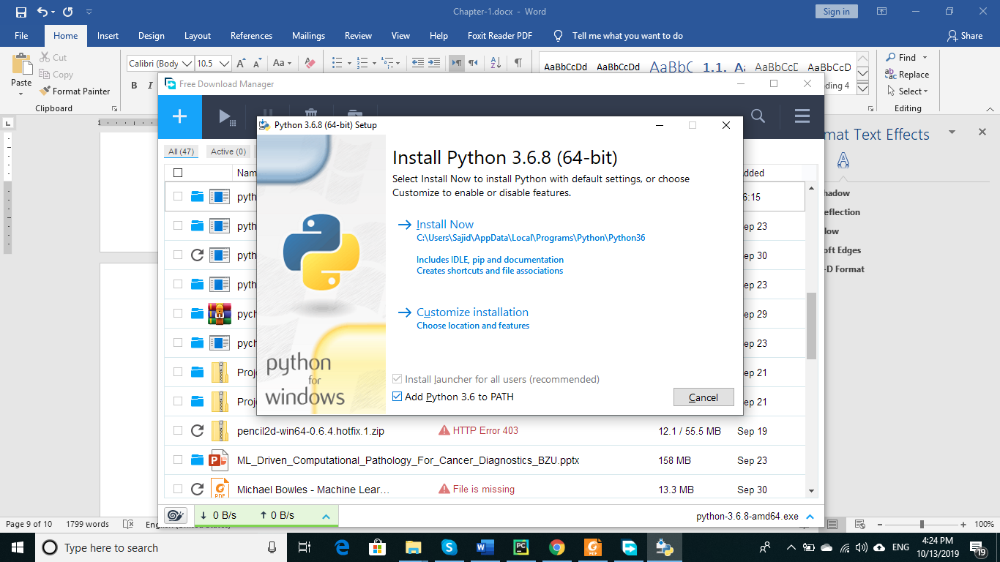 Chapter-1.docx - Word
Sign in
File Home Insert Design Layout References Mailings Review View Help Foxit Reader PDF Tell me what you want to do Share
Paste
Cut
Copy
Format Painter
Clipboard
Calibri (Body 10.5 A A Aa
B I
AaBbCcDd AaBbCcDd AaBbC 1.1. A AaBbCcD AaBbCcD
ding 4
Find
Replace
Select
Editing
Free Download Manager
All (47) Active (0)
Nam
dded
pyth 6:15
pyth ep 23
pyth ep 30
pyth ep 23
pych ep 29
pych ep 23
Proj ep 21
Proj ep 21
pencil2d-win64-0.6.4.hotfix.1.zip HTTP Error 403 12.1 / 55.5 MB Sep 19
ML_Driven_Computational_Pathology_For_Cancer_Diagnostics_BZU.pptx 158 MB Sep 23
Michael Bowles - Machine Lear... File is missing 13.3 MB Sep 30
0 B/s 0 B/s
python-3.6.8-amd64.exe
Python 3.6.8 (64-bit) Setup
Install Python 3.6.8 (64-bit)
Select Install Now to install Python with default settings, or choose
Customize to enable or disable features.
Install Now
C:\Users\Sajid\AppData\Local\Programs\Python\Python36
Includes IDLE, pip and documentation
Creates shortcuts and file associations
Customize installation
Choose location and features
python
for
windows
Install launcher for all users (recommended)
Add Python 3.6 to PATH
Cancel
mat Text Effects
hadow
eflection
low
oft Edges
-D Format
Page 9 of 10 1799 words English (United States)
100%
Type here to search
ENG
4:24 PM
10/13/2019
19